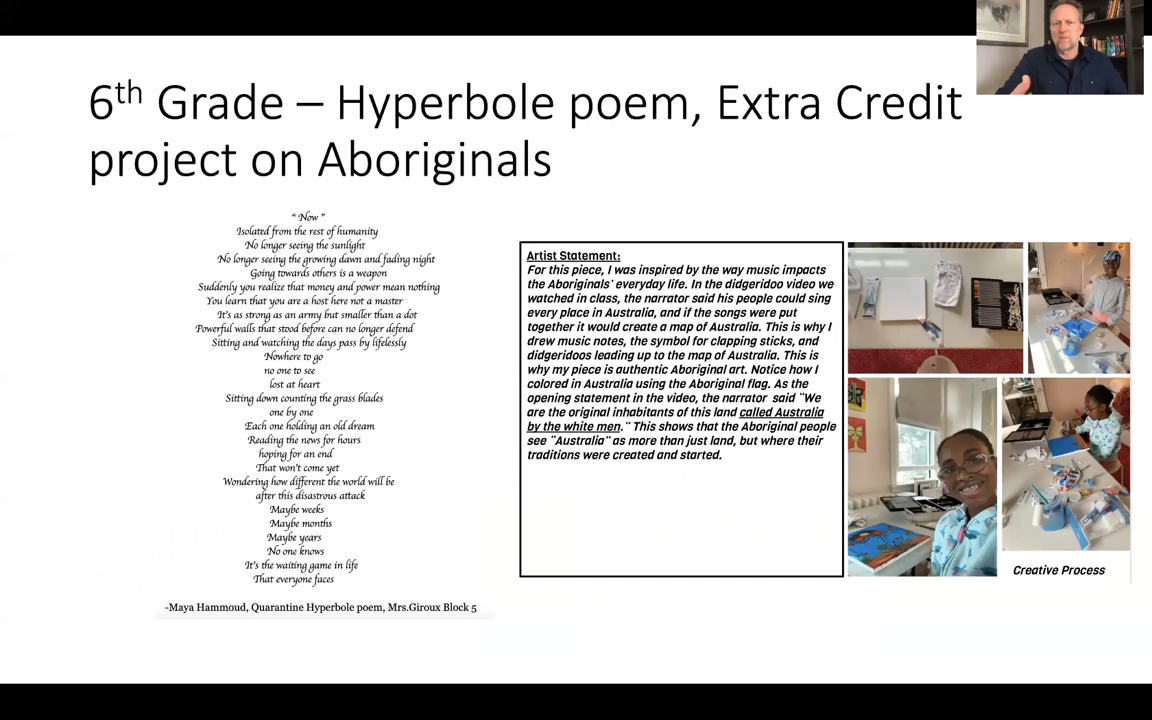 6th Grade – Hyperbole poem, Extra Credit
project on Aboriginals
“ Now ”
Isolated from the rest of humanity
No longer seeing the sunlight
No longer seeing the growing dawn and fading night
Going towards others is a weapon
Suddenly you realize that money and power mean nothing
You learn that you are a host here not a master
It's as strong as an army but smaller than a dot
Powerful walls that stood before can no longer defend
Sitting and watching the days pass by lifelessly
Nowhere to go
no one to see
lost at heart
Sitting down counting the grass blades
one by one
Each one holding an old dream
Reading the news for hours
hoping for an end
That won't come yet
Wondering how different the world will be
after this disastrous attack
Maybe weeks
Maybe months
Maybe years
No one knows
It's the waiting game in life
That everyone faces
-Maya Hammoud, Quarantine Hyperbole poem, Mrs.Giroux Block 5
Artist Statement:
For this piece, I was inspired by the way music impacts
the Aboriginals' everyday life. In the didgeridoo video we
watched in class, the narrator said his people could sing
every place in Australia, and if the songs were put
together it would create a map of Australia. This is why I
drew music notes, the symbol for clapping sticks, and
didgeridoos leading up to the map of Australia. This is
why my piece is authentic Aboriginal art. Notice how I
colored in Australia using the Aboriginal flag. As the
opening statement in the video, the narrator said "We
are the original inhabitants of this land called Australia
by the white men." This shows that the Aboriginal people
see "Australia" as more than just land, but where their
traditions were created and started.
Creative Process